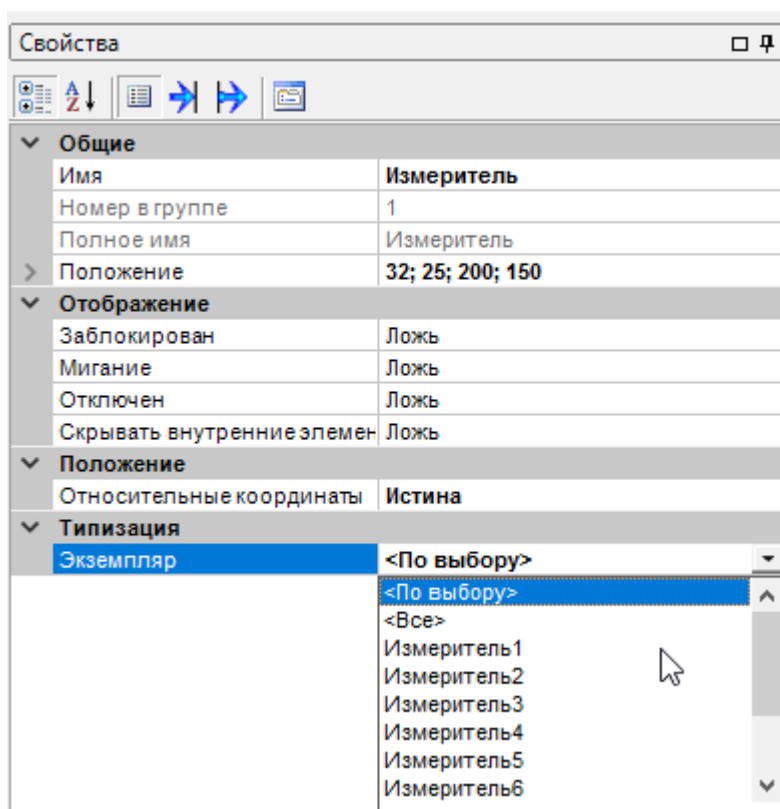 Свойства
Общие
Имя Измеритель
Номер в группе 1
Полное имя Измеритель
Положение 32; 25; 200; 150
Отображение
Заблокирован Ложь
Мигание Ложь
Отключен Ложь
Скрывать внутренние элемен Ложь
Положение
Относительные координаты Истина
Типизация
Экземпляр <По выбору>
<По выбору>
<Все>
Измеритель1
Измеритель2
Измеритель3
Измеритель4
Измеритель5
Измеритель6